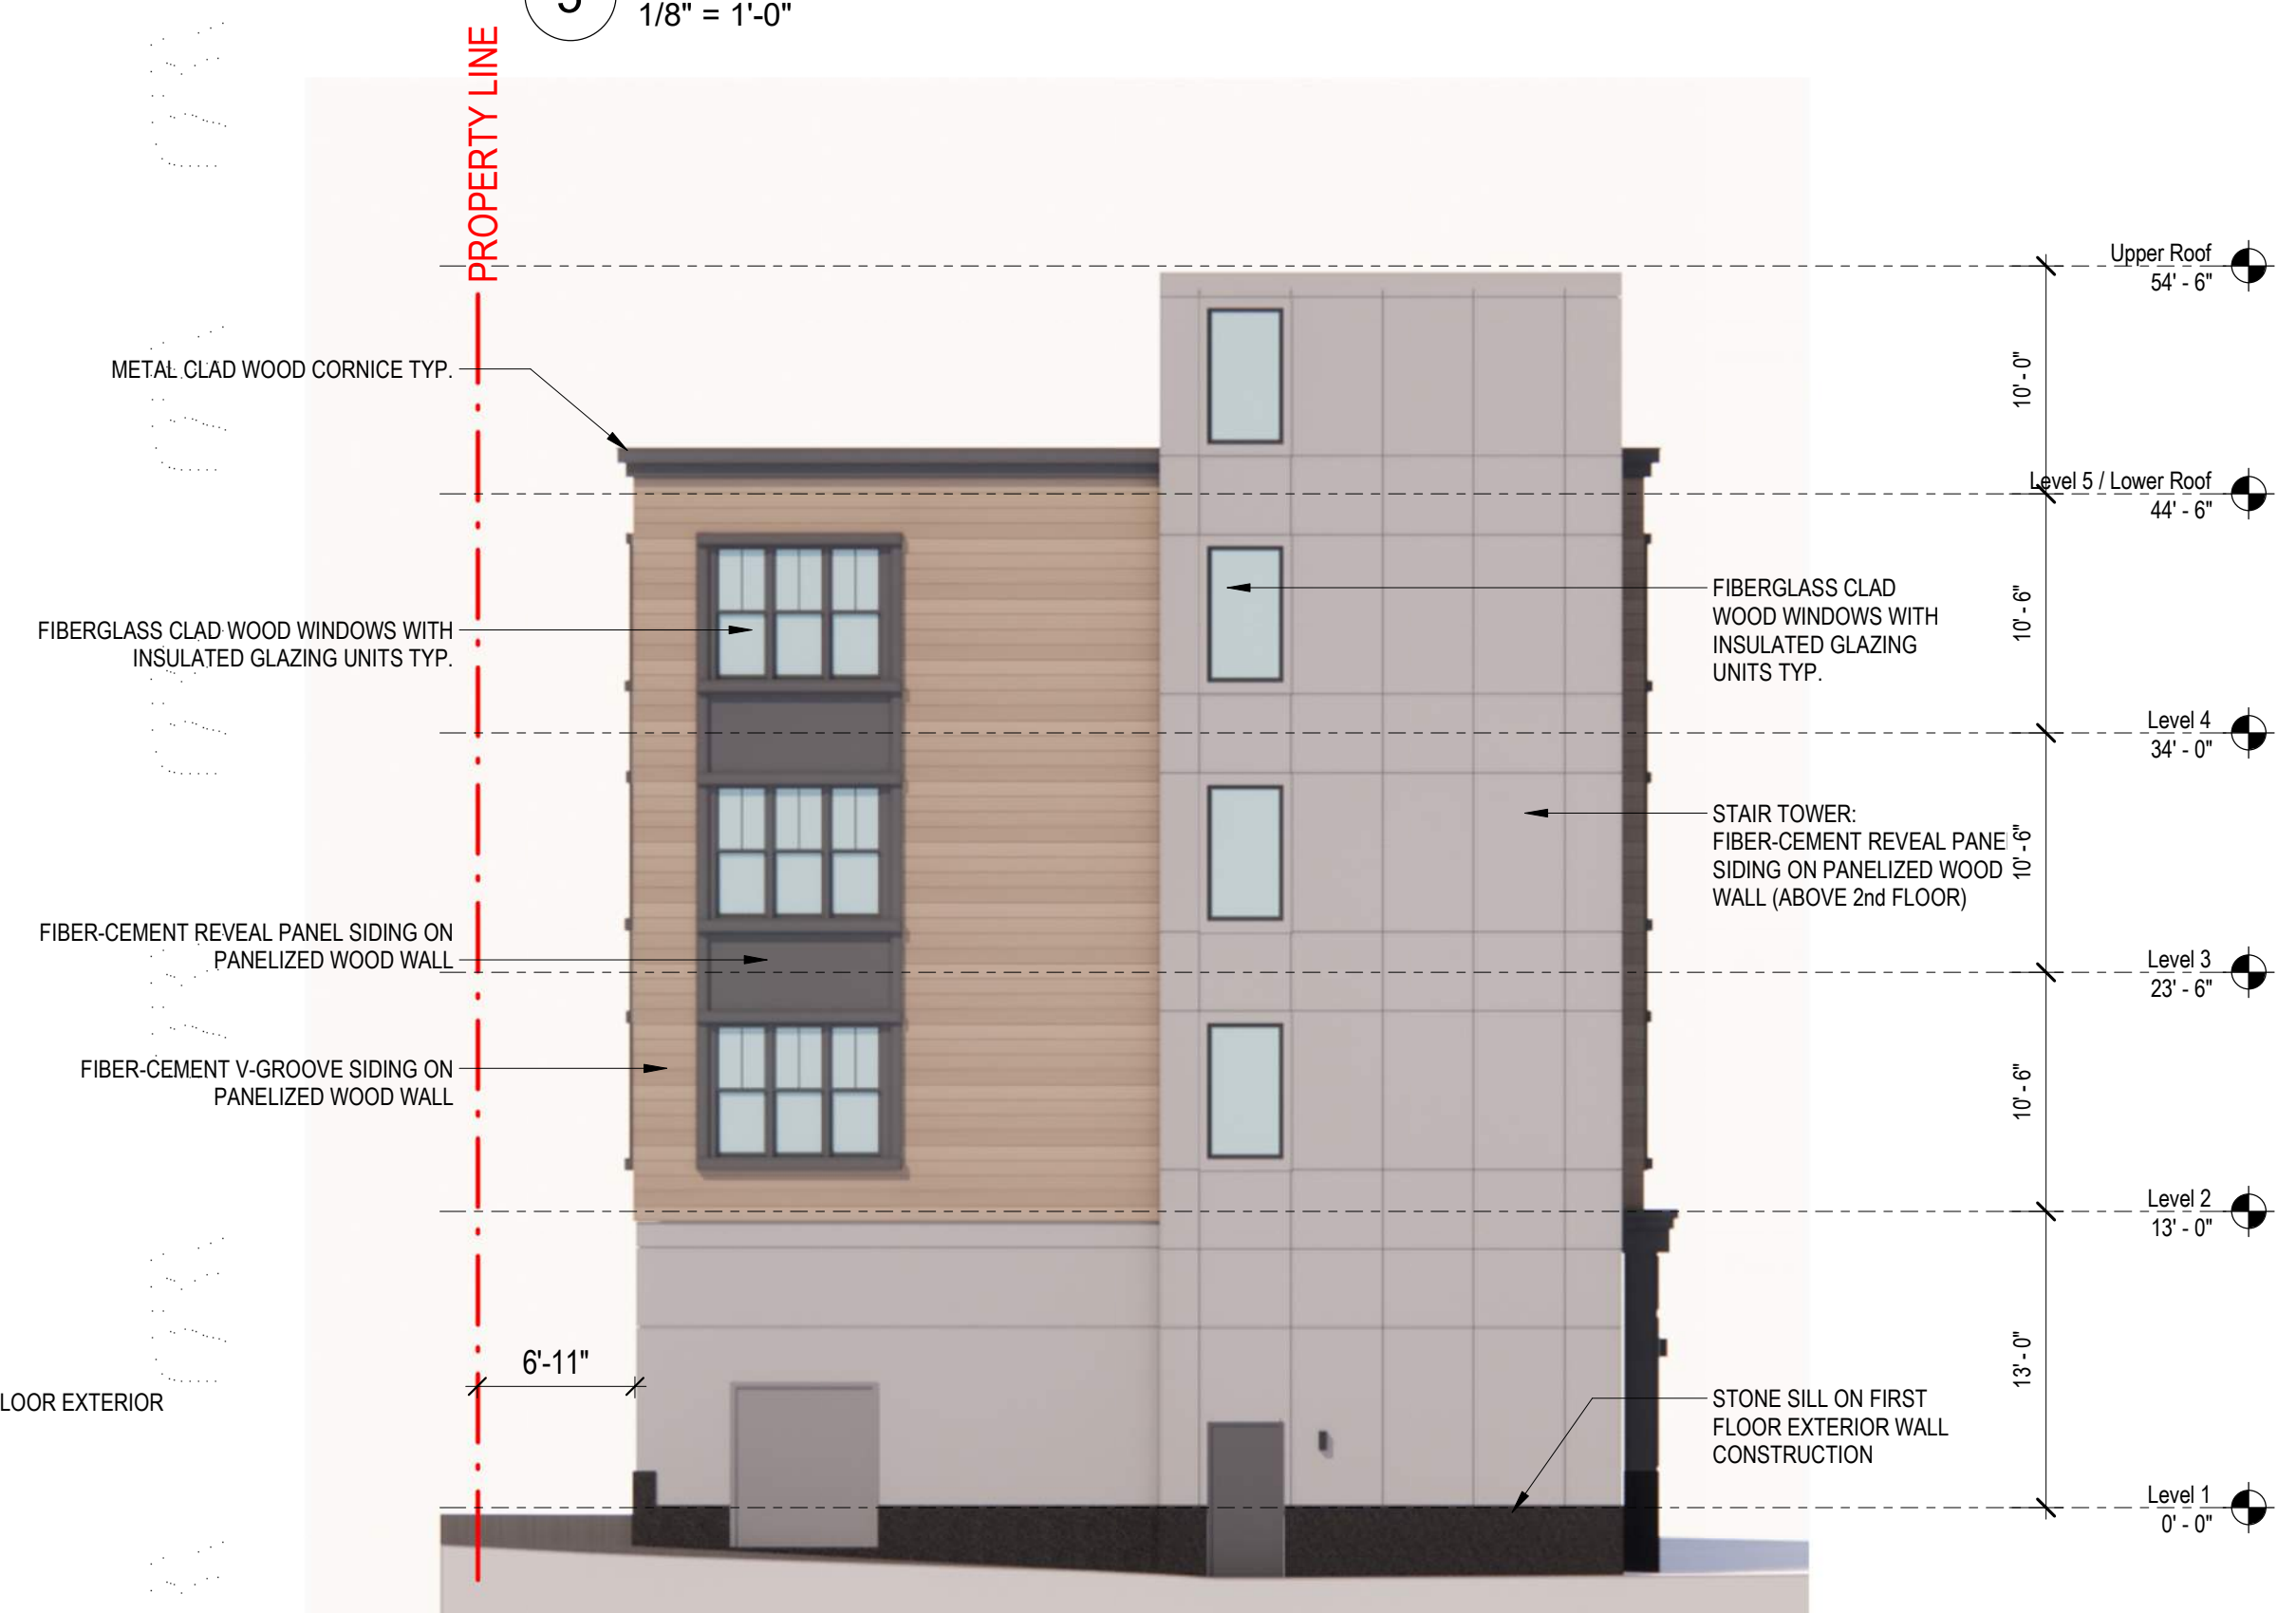 3
1/8" = 1'-0"
PROPERTY LINE
Upper Roof
54' - 6"
10' - 0"
METAL CLAD WOOD CORNICE TYP.
Level 5 / Lower Roof
44' - 6"
10' - 6"
FIBERGLASS CLAD WOOD WINDOWS WITH
INSULATED GLAZING UNITS TYP.
FIBERGLASS CLAD
WOOD WINDOWS WITH
INSULATED GLAZING
UNITS TYP.
Level 4
34' - 0"
10' - 6"
STAIR TOWER:
FIBER-CEMENT REVEAL PANE
SIDING ON PANELIZED WOOD
WALL (ABOVE 2nd FLOOR)
FIBER-CEMENT REVEAL PANEL SIDING ON
PANELIZED WOOD WALL
Level 3
23' - 6"
10' - 6"
FIBER-CEMENT V-GROOVE SIDING ON
PANELIZED WOOD WALL
Level 2
13' - 0"
13' - 0"
6'-11"
LOOR EXTERIOR
STONE SILL ON FIRST
FLOOR EXTERIOR WALL
CONSTRUCTION
Level 1
0' - 0"